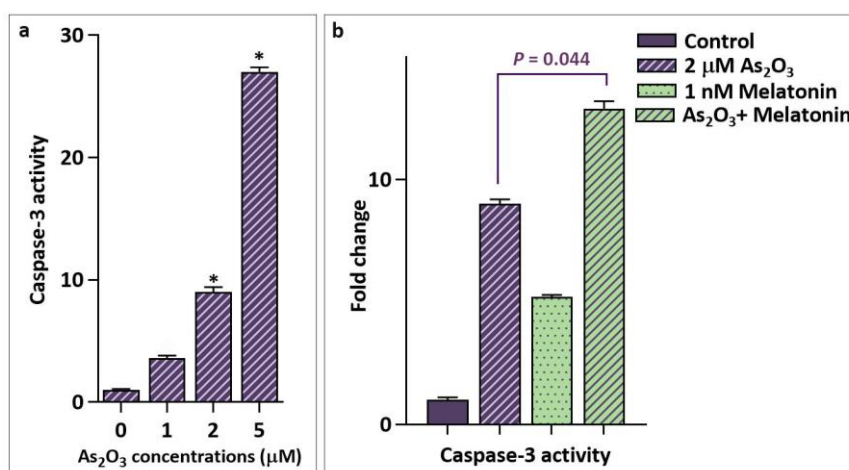 a
30
20
10
0
Caspase-3 activity
*
*
0 1 2 5
As₂O₃ concentrations (μM)
b
Control
2 μM As₂O₃
1 nM Melatonin
As₂O₃+ Melatonin
P = 0.044
10
0
Fold change
Caspase-3 activity